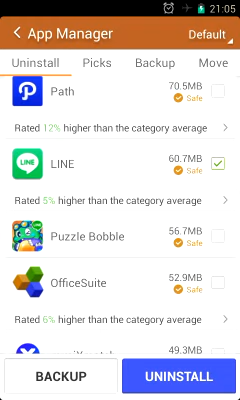 21:05
App Manager
Default
Uninstall Picks Backup Move
Path
70.5MB
Safe
Rated 12% higher than the category average
LINE
LINE
60.7MB
Safe
Rated 5% higher than the category average
Puzzle Bobble
56.7MB
Safe
OfficeSuite
52.9MB
Safe
Rated 6% higher than the category average
49.3MB
BACKUP
UNINSTALL